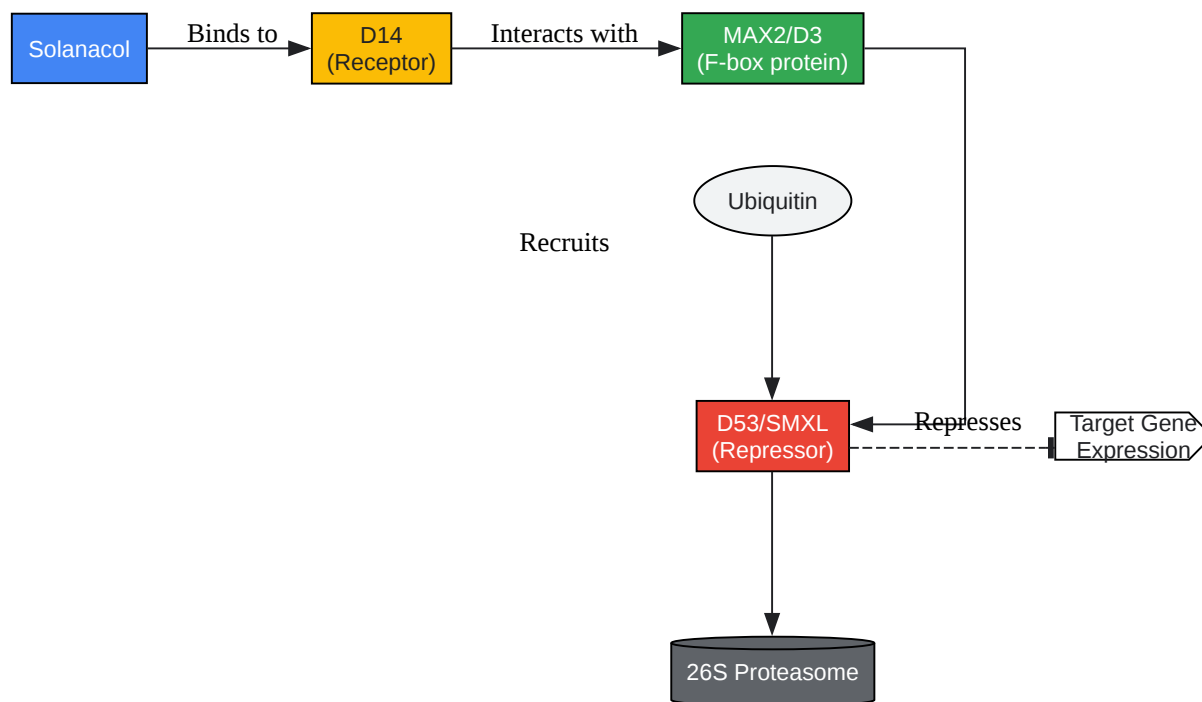 Solanacol
Binds to
D14
(Receptor)
Interacts with
MAX2/D3
(F-box protein)
Ubiquitin
Recruits
D53/SMXL
(Repressor)
Represses
Target Gene
Expression
26S Proteasome